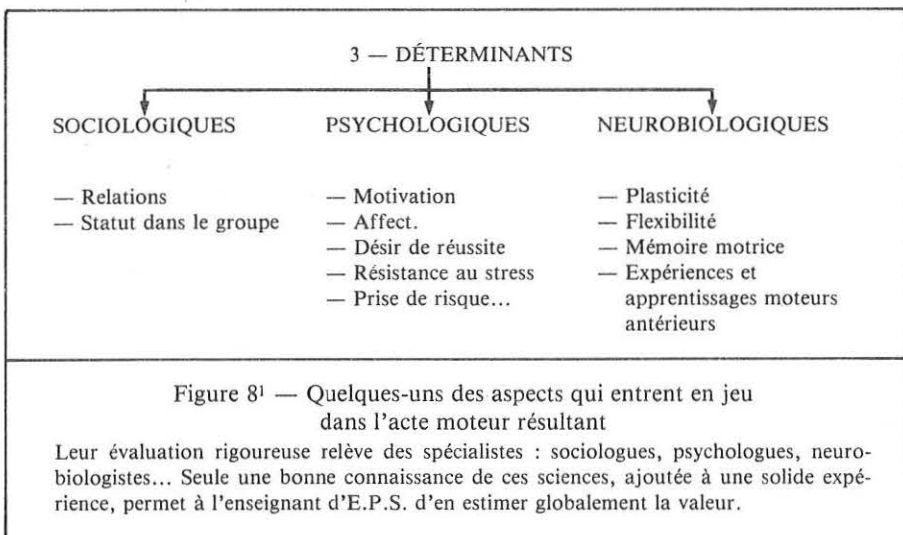 3 — DÉTERMINANTS
SOCIOLOGIQUES PSYCHOLOGIQUES NEUROBIOLOGIQUES
— Relations
— Statut dans le groupe
— Motivation
— Affect.
— Désir de réussite
— Résistance au stress
— Prise de risque...
— Plasticité
— Flexibilité
— Mémoire motrice
— Expériences et
apprentissages moteurs
antérieurs
Figure 8¹ — Quelques-uns des aspects qui entrent en jeu
dans l'acte moteur résultant
Leur évaluation rigoureuse relève des spécialistes : sociologues, psychologues, neuro-
biologistes... Seule une bonne connaissance de ces sciences, ajoutée à une solide expé-
rience, permet à l'enseignant d'E.P.S. d'en estimer globalement la valeur.